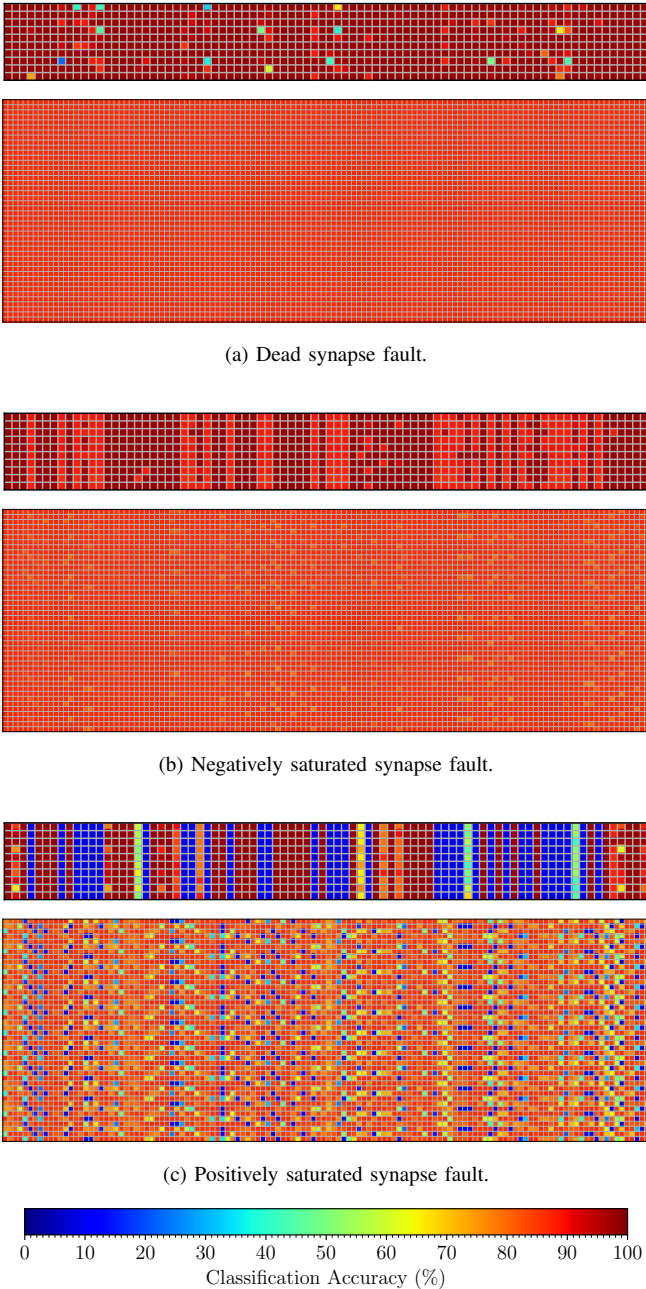 (a) Dead synapse fault.
(b) Negatively saturated synapse fault.
(c) Positively saturated synapse fault.
0 10 20 30 40 50 60 70 80 90 100
Classification Accuracy (%)